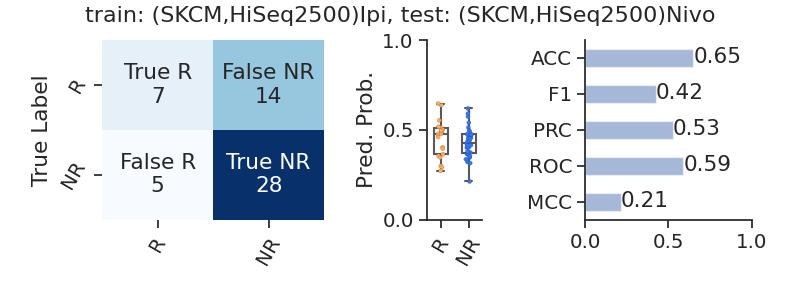 train: (SKCM,HiSeq2500)Ipi, test: (SKCM,HiSeq2500)Nivo
True Label
R
NR
True R
7
False NR
14
False R
5
True NR
28
R
NR
Pred. Prob.
1.0
0.5
0.0
R
NR
ACC
0.65
F1
0.42
PRC
0.53
ROC
0.59
MCC
0.21
0.0
0.5
1.0